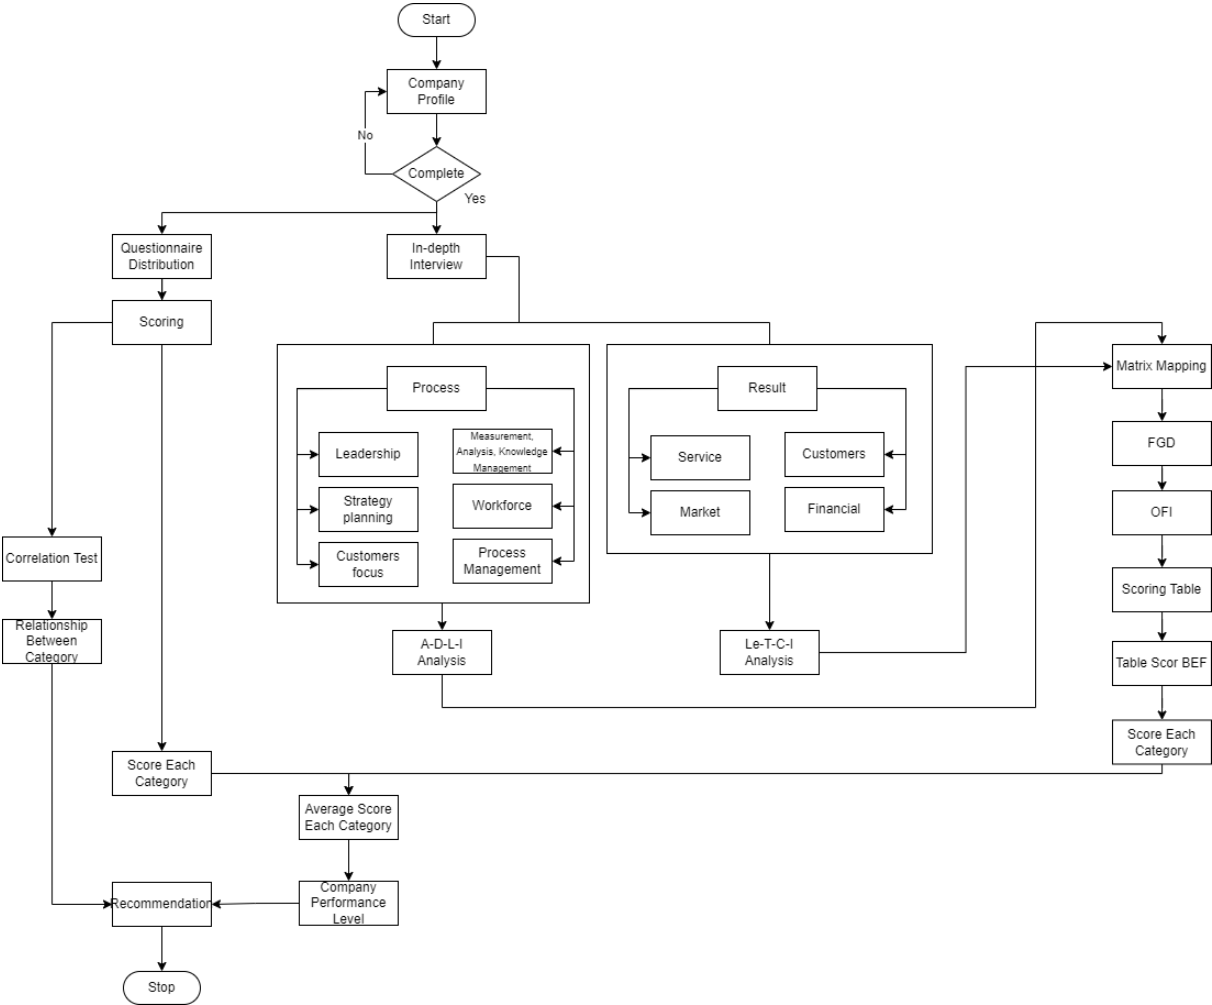 Start
Company
Profile
No
Complete
Yes
Questionnaire
Distribution
In-depth
Interview
Scoring
Process
Leadership
Strategy
planning
Customers
focus
Measurement,
Analysis, Knowledge
Management
Workforce
Process
Management
Result
Service
Market
Customers
Financial
Matrix Mapping
FGD
OFI
Scoring Table
Table Scor BEF
Score Each
Category
Correlation Test
Relationship
Between
Category
A-D-L-I
Analysis
Le-T-C-I
Analysis
Score Each
Category
Average Score
Each Category
Company
Performance
Level
Recommendation
Stop